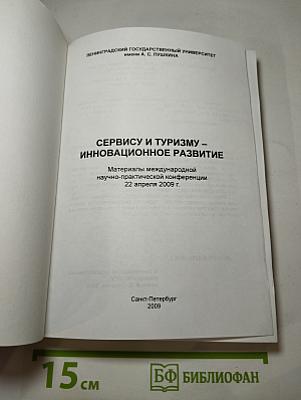 ЛЕНИНГРАДСКИЙ ГОСУДАРСТВЕННЫЙ УНИВЕРСИТЕТ
имени А. С. ПУШКИНА
СЕРВИСУ И ТУРИЗМУ –
ИННОВАЦИОННОЕ РАЗВИТИЕ
Материалы международной
научно-практической конференции
22 апреля 2009 г.
Санкт-Петербург
2009
15 см
БФ БИБЛИОФАН